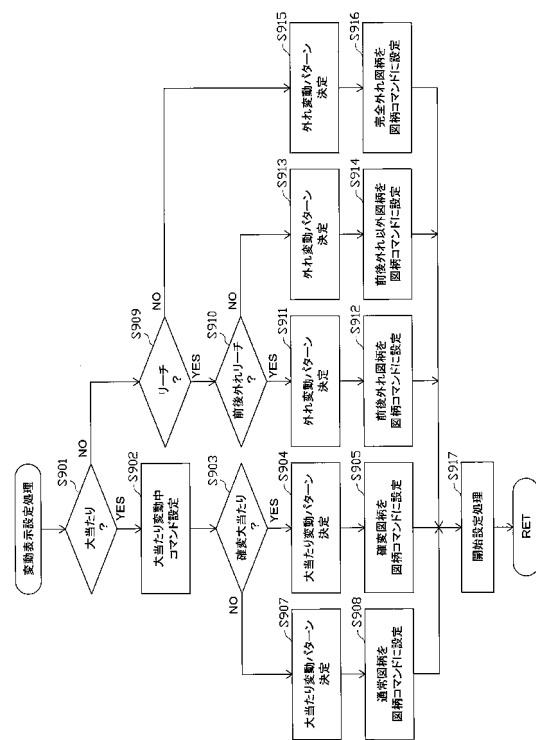 変動表示設定処理
S901
大当たり
?
NO
YES
S902
大当たり変動中
コマンド設定
S903
確変大当たり
?
NO
YES
S904
大当たり変動パターン
決定
S905
確変図柄を
図柄コマンドに設定
S907
大当たり変動パターン
決定
S908
通常図柄を
図柄コマンドに設定
S909
リーチ
?
NO
YES
S910
前後外れリーチ
?
NO
YES
S911
外れ変動パターン
決定
S912
前後外れ図柄を
図柄コマンドに設定
S913
外れ変動パターン
決定
S914
前後外れ以外図柄を
図柄コマンドに設定
S915
外れ変動パターン
決定
S916
完全外れ図柄を
図柄コマンドに設定
S917
開始設定処理
RET